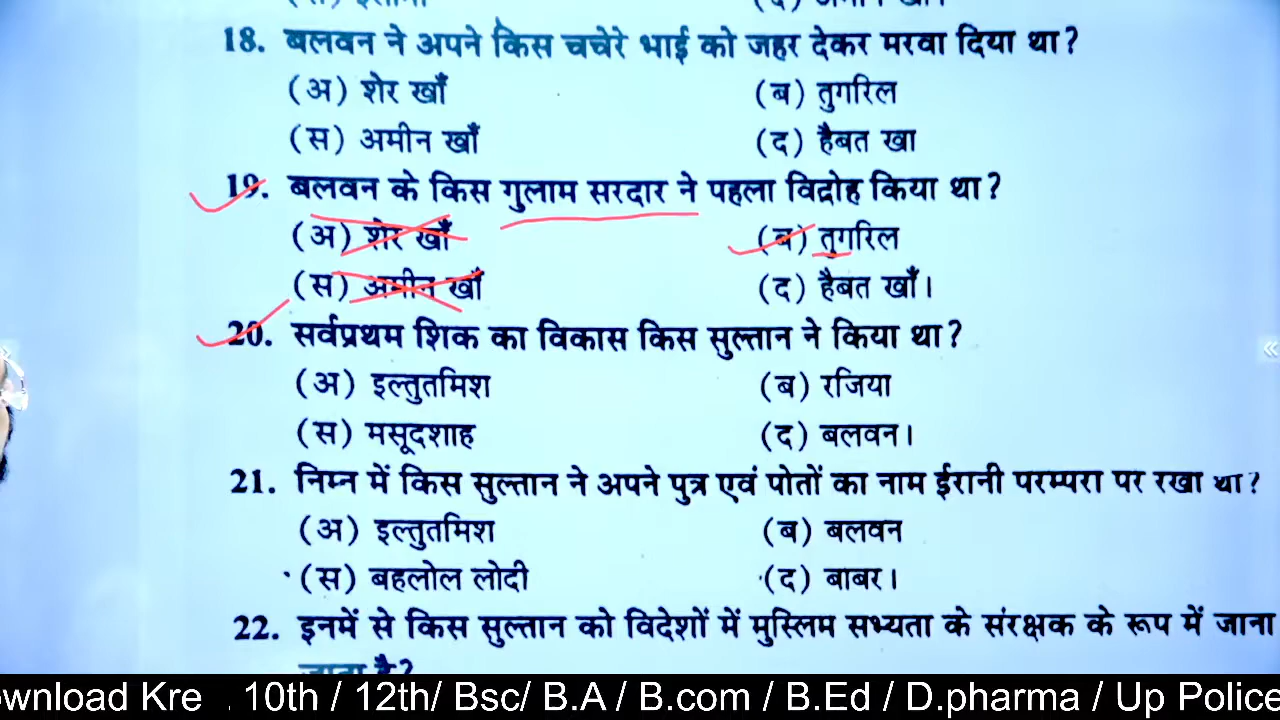 18. बलवन ने अपने किस चचेरे भाई को जहर देकर मरवा दिया था?
(अ) शेर खाँ (ब) तुगरिल
(स) अमीन खाँ (द) हैबत खा
19. बलवन के किस गुलाम सरदार ने पहला विद्रोह किया था?
(अ) शेर खाँ (ब) तुगरिल
(स) अमीन खाँ (द) हैबत खाँ।
20. सर्वप्रथम शिक का विकास किस सुल्तान ने किया था?
(अ) इल्तुतमिश (ब) रजिया
(स) मसूदशाह (द) बलवन।
21. निम्न में किस सुल्तान ने अपने पुत्र एवं पोतों का नाम ईरानी परम्परा पर रखा था?
(अ) इल्तुतमिश (ब) बलवन
(स) बहलोल लोदी (द) बाबर।
22. इनमें से किस सुल्तान को विदेशों में मुस्लिम सभ्यता के संरक्षक के रूप में जाना
जाता है?
ownload Kre . 10th / 12th/ Bsc/ B.A / B.com / B.Ed / D.pharma / Up Police